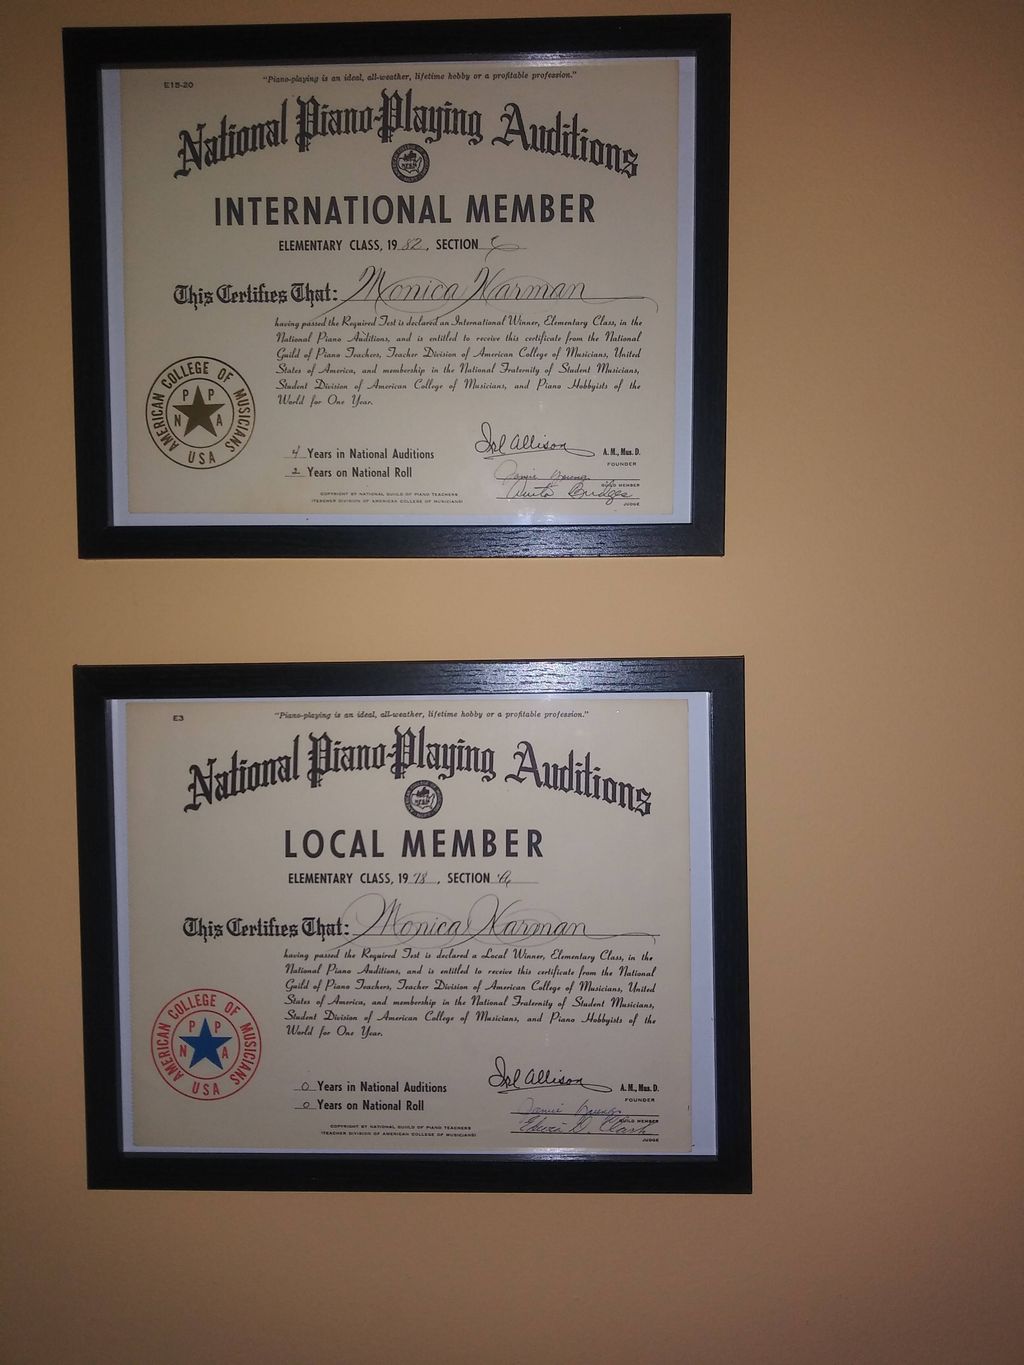 E15-20
"Piano-playing is an ideal, all-weather, lifetime hobby or a profitable profession."
National Piano-Playing Auditions
INTERNATIONAL MEMBER
ELEMENTARY CLASS, 1982, SECTION
This Certifies That: Monica Harman
having passed the Required Test is declared an International Winner, Elementary Class, in the
National Piano Auditions, and is entitled to receive this certificate from the National
Guild of Piano Teachers, Teacher Division of American College of Musicians, United
States of America, and membership in the National Fraternity of Student Musicians,
Student Division of American College of Musicians, and Piano Hobbyists of the
World for One Year.
AMERICAN COLLEGE OF MUSICIANS
P P
N A
USA
4 Years in National Auditions
2 Years on National Roll
Irl Allison A. M., Mus. D.
FOUNDER
GUILD MEMBER
Bridges
JUDGE
COPYRIGHT BY NATIONAL GUILD OF PIANO TEACHERS
(TEACHER DIVISION OF AMERICAN COLLEGE OF MUSICIANS)
E3
"Piano-playing is an ideal, all-weather, lifetime hobby or a profitable profession."
National Piano-Playing Auditions
LOCAL MEMBER
ELEMENTARY CLASS, 1978, SECTION A
This Certifies That: Monica Harman
having passed the Required Test is declared a Local Winner, Elementary Class, in the
National Piano Auditions, and is entitled to receive this certificate from the National
Guild of Piano Teachers, Teacher Division of American College of Musicians, United
States of America, and membership in the National Fraternity of Student Musicians,
Student Division of American College of Musicians, and Piano Hobbyists of the
World for One Year.
AMERICAN COLLEGE OF MUSICIANS
P P
N A
USA
0 Years in National Auditions
0 Years on National Roll
Irl Allison A. M., Mus. D.
FOUNDER
GUILD MEMBER
D. Clark
JUDGE
COPYRIGHT BY NATIONAL GUILD OF PIANO TEACHERS
(TEACHER DIVISION OF AMERICAN COLLEGE OF MUSICIANS)